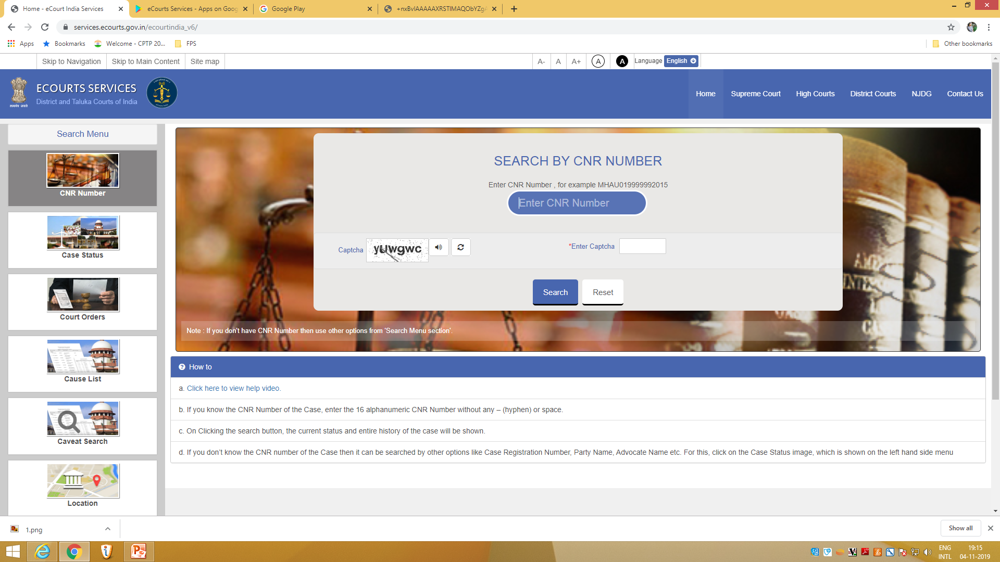 Home - eCourt India Services
eCourts Services - Apps on Goog
Google Play
services.ecourts.gov.in/ecourtindia_v6/
Apps
Bookmarks
Welcome - CPTP 20...
FPS
Other bookmarks
Skip to Navigation
Skip to Main Content
Site map
A-
A
A+
A
A
Language
English
ECOURTS SERVICES
District and Taluka Courts of India
सत्यमेव जयते
Home
Supreme Court
High Courts
District Courts
NJDG
Contact Us
Search Menu
CNR Number
Case Status
Court Orders
Cause List
Caveat Search
Location
SEARCH BY CNR NUMBER
Enter CNR Number , for example MHAU019999992015
Enter CNR Number
Captcha
yUwgwc
*Enter Captcha
Search
Reset
Note : If you don't have CNR Number then use other options from 'Search Menu section'.
How to
a. Click here to view help video.
b. If you know the CNR Number of the Case, enter the 16 alphanumeric CNR Number without any – (hyphen) or space.
c. On Clicking the search button, the current status and entire history of the case will be shown.
d. If you don’t know the CNR number of the Case then it can be searched by other options like Case Registration Number, Party Name, Advocate Name etc. For this, click on the Case Status image, which is shown on the left hand side menu
1.png
Show all
ENG
INTL
19:15
04-11-2019